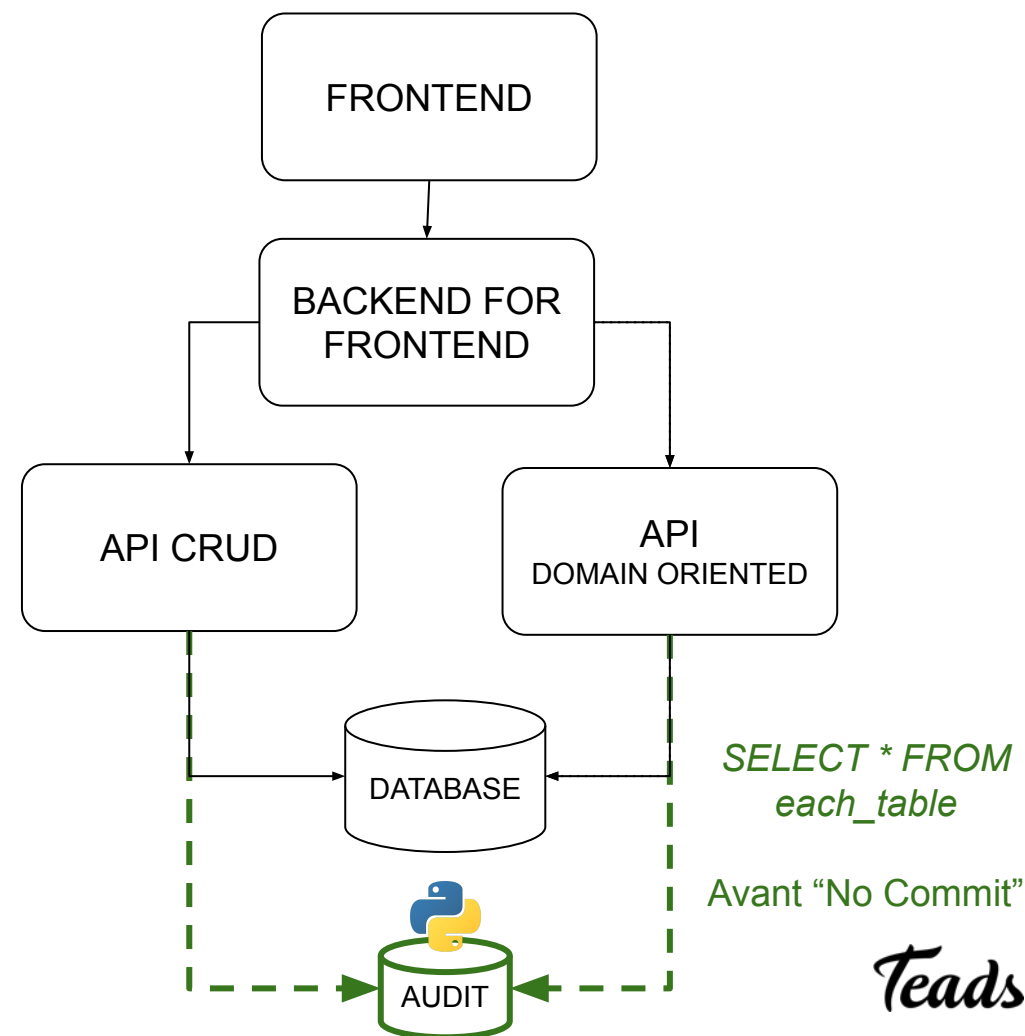 FRONTEND
BACKEND FOR
FRONTEND
API CRUD
API
DOMAIN ORIENTED
DATABASE
SELECT * FROM
each_table
Avant “No Commit”
AUDIT
Teads